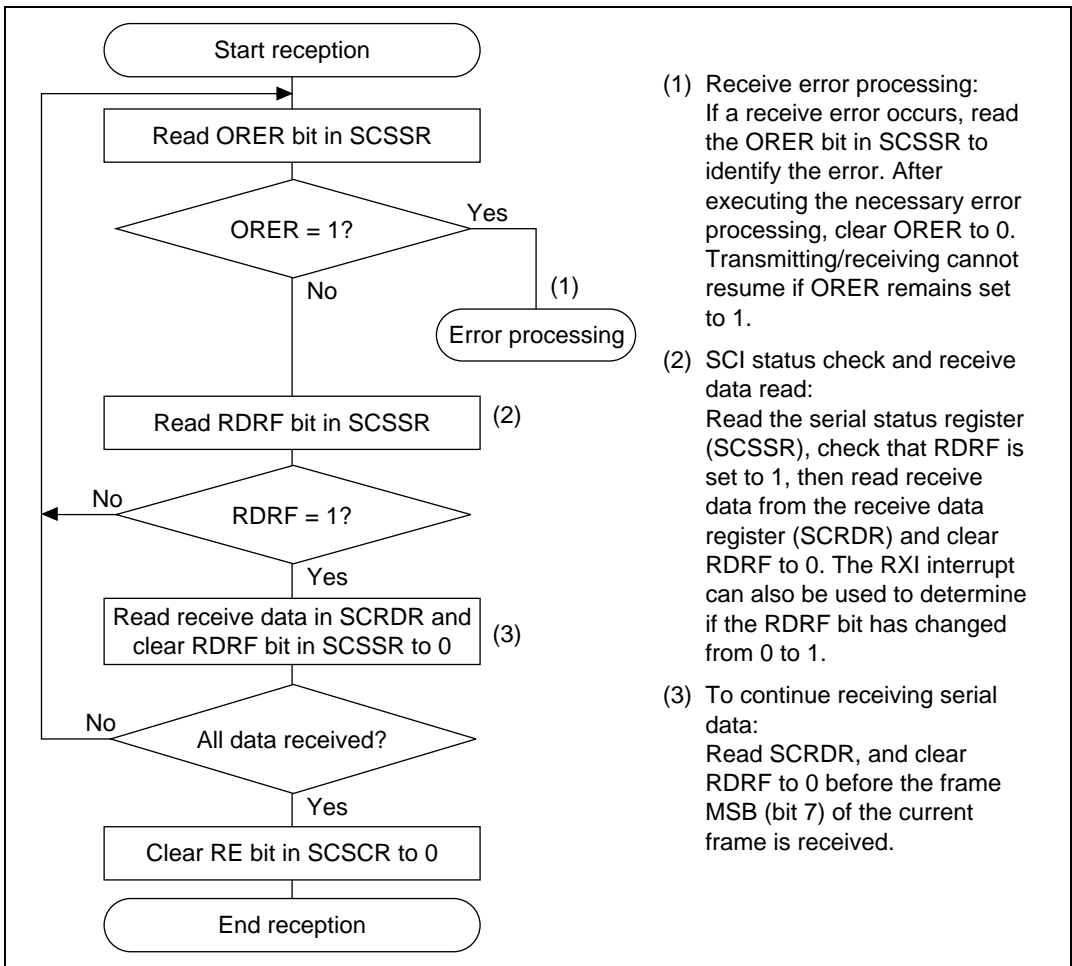 Start reception
Read ORER bit in SCSSR
ORER = 1?
Yes
No
(1)
Error processing
Read RDRF bit in SCSSR
(2)
No
RDRF = 1?
Yes
Read receive data in SCRDR and
clear RDRF bit in SCSSR to 0
(3)
No
All data received?
Yes
Clear RE bit in SCSCR to 0
End reception
(1) Receive error processing:
If a receive error occurs, read
the ORER bit in SCSSR to
identify the error. After
executing the necessary error
processing, clear ORER to 0.
Transmitting/receiving cannot
resume if ORER remains set
to 1.
(2) SCI status check and receive
data read:
Read the serial status register
(SCSSR), check that RDRF is
set to 1, then read receive
data from the receive data
register (SCRDR) and clear
RDRF to 0. The RXI interrupt
can also be used to determine
if the RDRF bit has changed
from 0 to 1.
(3) To continue receiving serial
data:
Read SCRDR, and clear
RDRF to 0 before the frame
MSB (bit 7) of the current
frame is received.